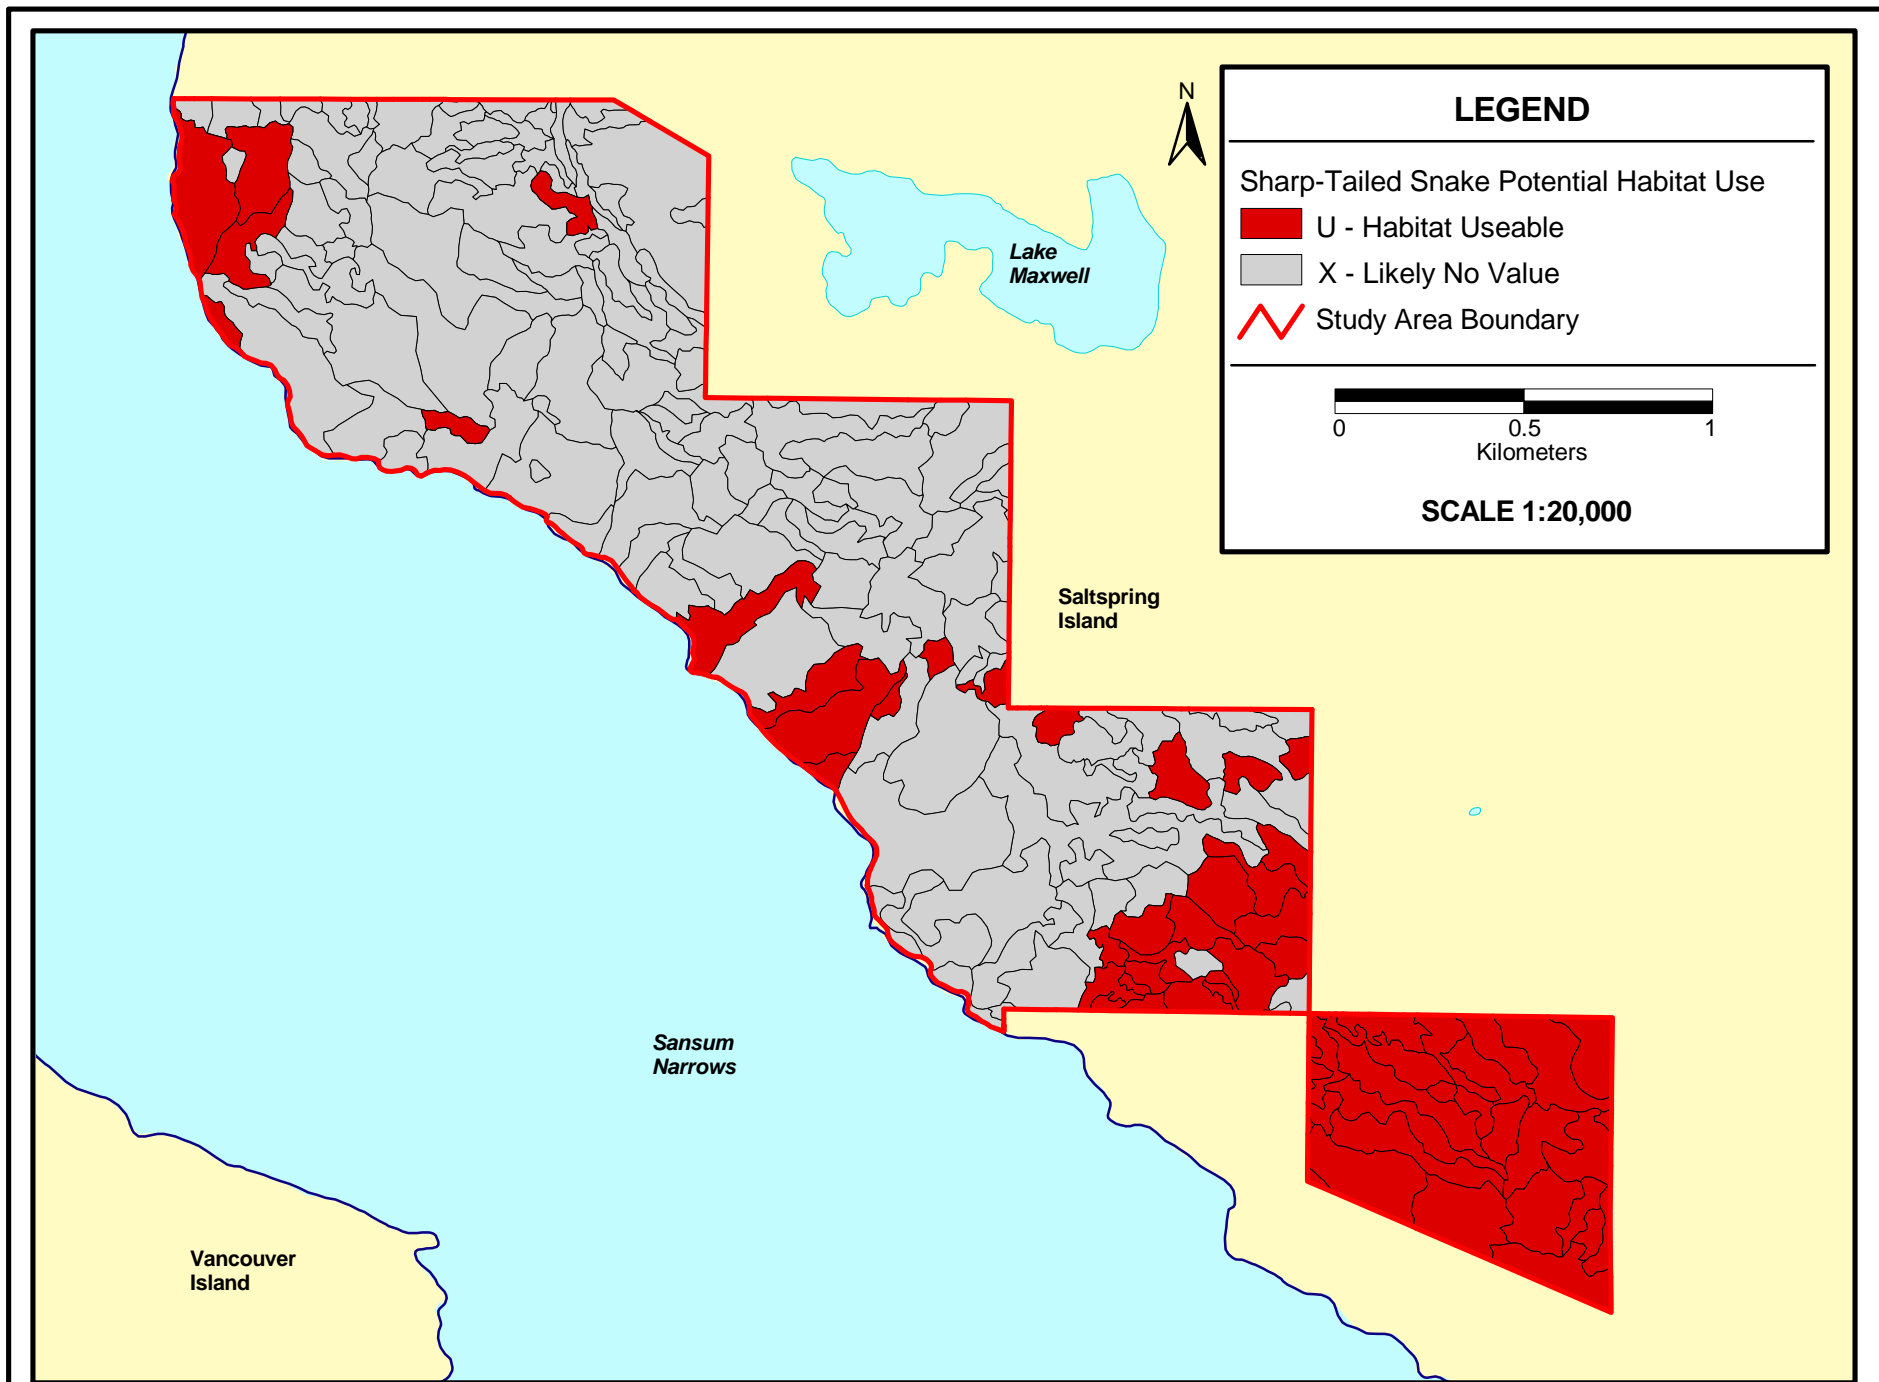 LEGEND
Sharp-Tailed Snake Potential Habitat Use
U - Habitat Useable
X - Likely No Value
Study Area Boundary
0 0.5 1
Kilometers
SCALE 1:20,000
N
Lake
Maxwell
Saltspring
Island
Sansum
Narrows
Vancouver
Island